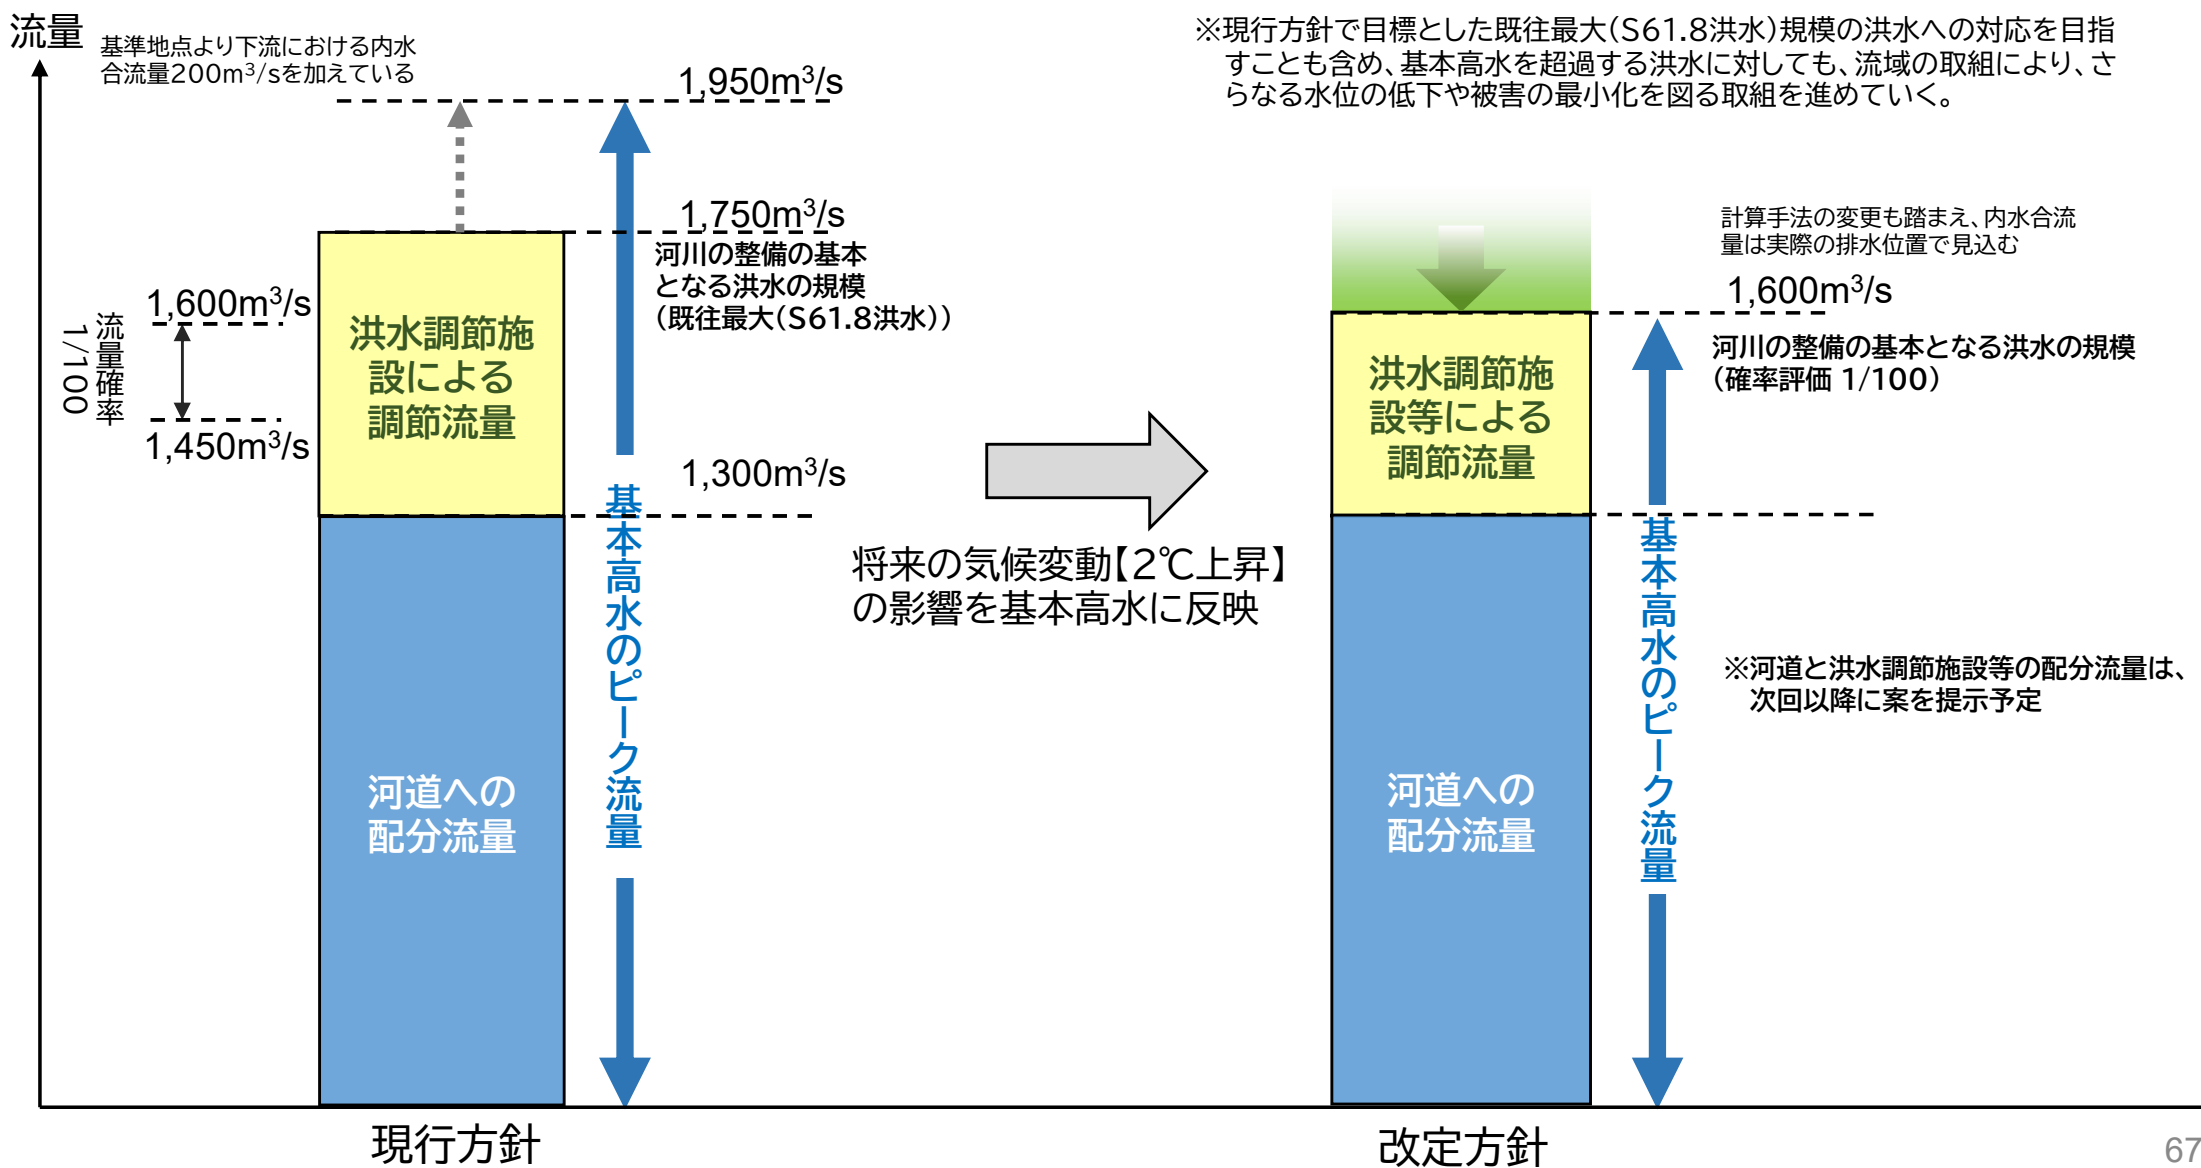 流量
基準地点より下流における内水
合流量200m³/sを加えている
1,950m³/s
1,750m³/s
河川の整備の基本
となる洪水の規模
(既往最大(S61.8洪水))
1,600m³/s
流量確率
1/100
1,450m³/s
洪水調節施
設による
調節流量
1,300m³/s
基本高水のピーク流量
河道への
配分流量
現行方針
将来の気候変動【2℃上昇】
の影響を基本高水に反映
※現行方針で目標とした既往最大(S61.8洪水)規模の洪水への対応を目指
すことも含め、基本高水を超過する洪水に対しても、流域の取組により、さ
らなる水位の低下や被害の最小化を図る取組を進めていく。
計算手法の変更も踏まえ、内水合流
量は実際の排水位置で見込む
1,600m³/s
河川の整備の基本となる洪水の規模
(確率評価 1/100)
洪水調節施
設等による
調節流量
基本高水のピーク流量
※河道と洪水調節施設等の配分流量は、
次回以降に案を提示予定
河道への
配分流量
改定方針
67